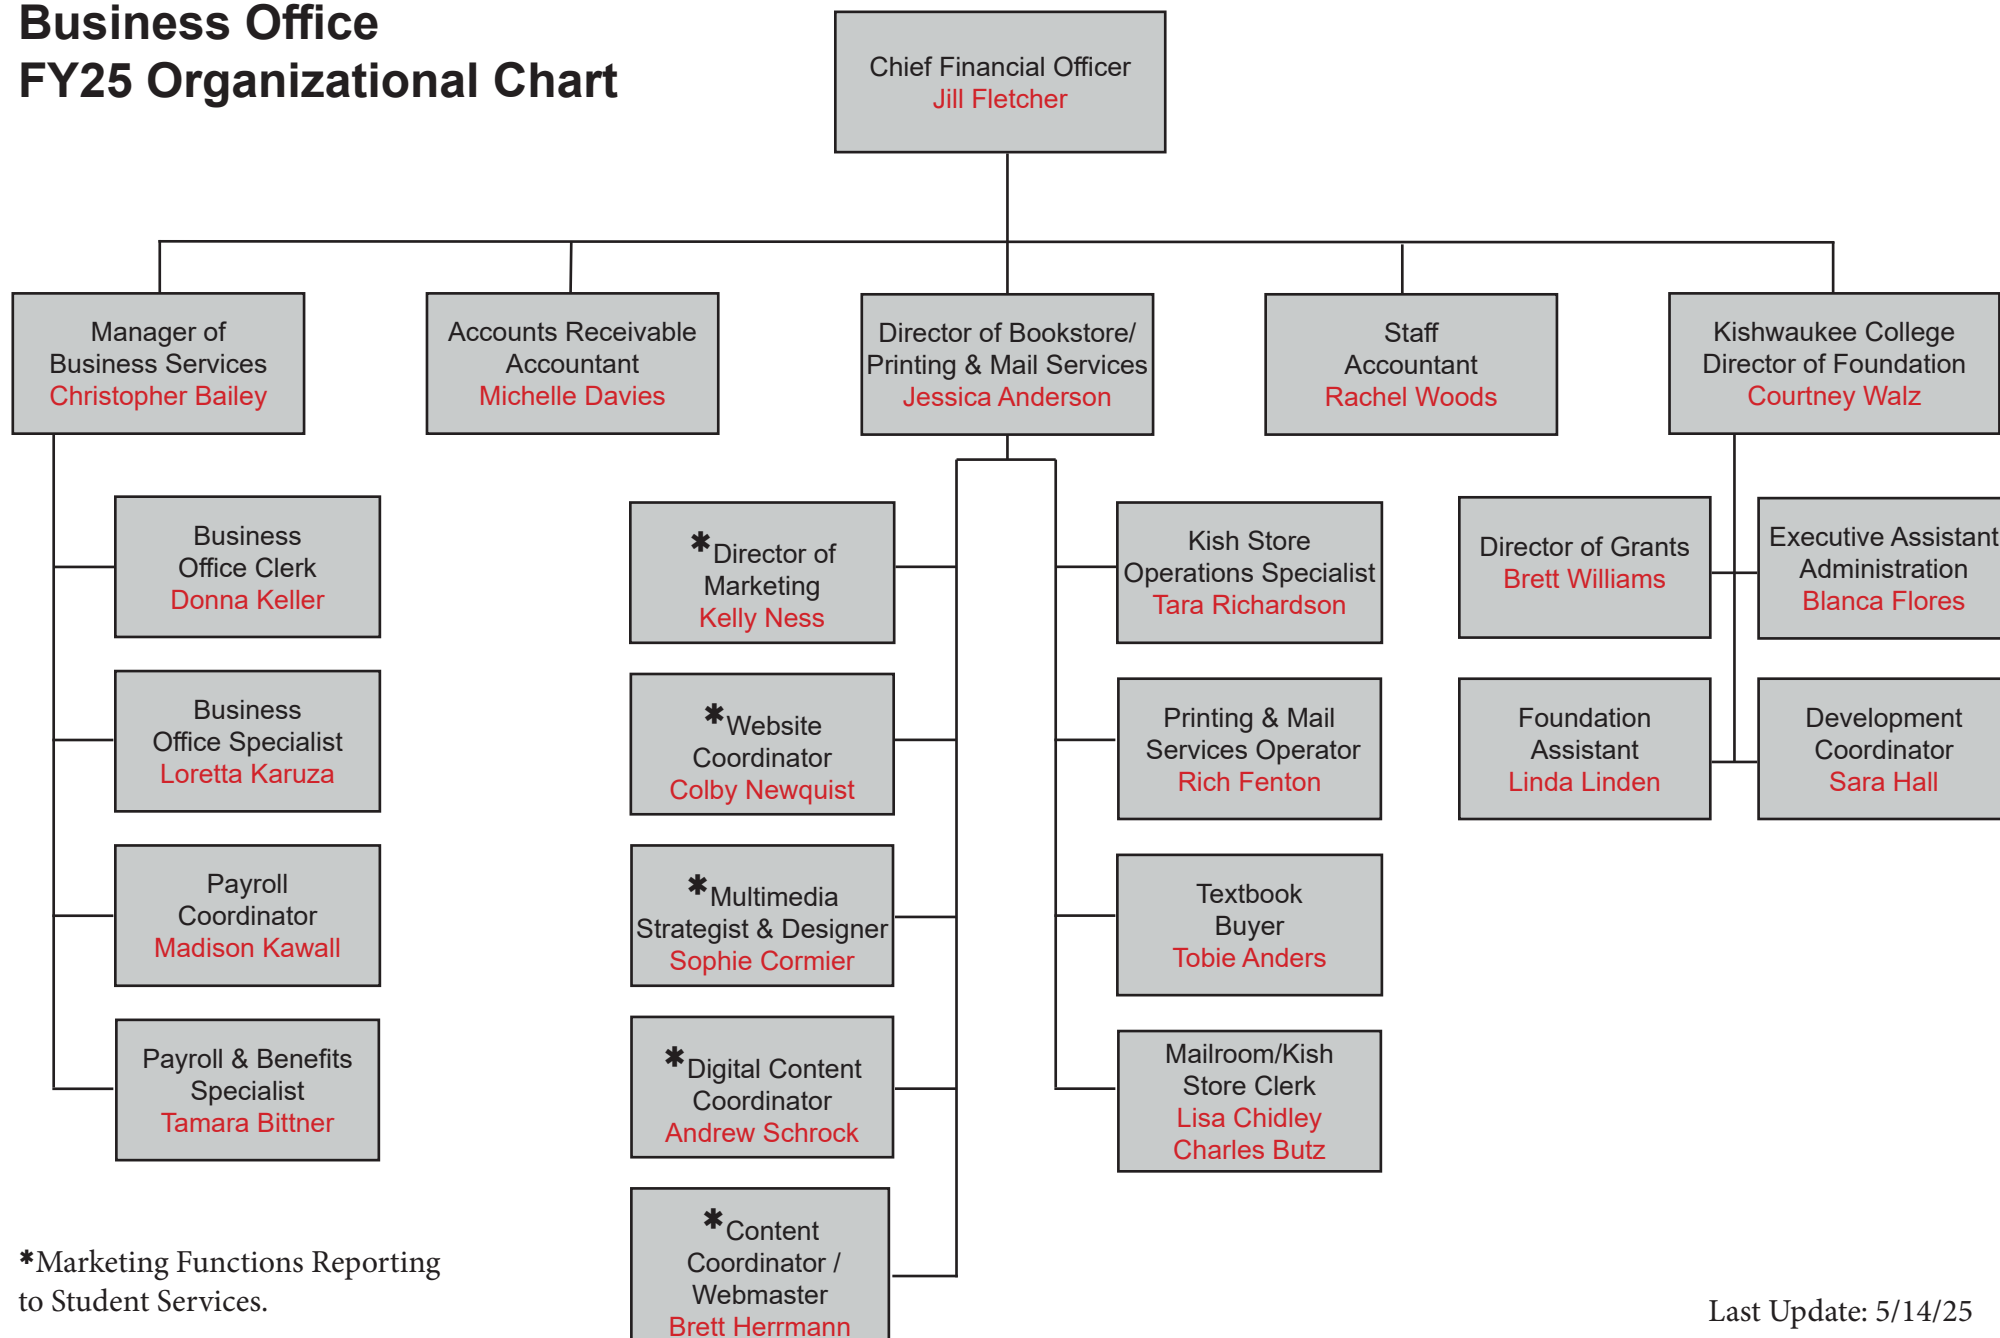 Business Office
FY25 Organizational Chart
Chief Financial Officer
Jill Fletcher
Manager of
Business Services
Christopher Bailey
Accounts Receivable
Accountant
Michelle Davies
Director of Bookstore/
Printing & Mail Services
Jessica Anderson
Staff
Accountant
Rachel Woods
Kishwaukee College
Director of Foundation
Courtney Walz
Business
Office Clerk
Donna Keller
Business
Office Specialist
Loretta Karuza
Payroll
Coordinator
Madison Kawall
Payroll & Benefits
Specialist
Tamara Bittner
*Director of
Marketing
Kelly Ness
*Website
Coordinator
Colby Newquist
*Multimedia
Strategist & Designer
Sophie Cormier
*Digital Content
Coordinator
Andrew Schrock
*Content
Coordinator /
Webmaster
Brett Herrmann
Kish Store
Operations Specialist
Tara Richardson
Printing & Mail
Services Operator
Rich Fenton
Textbook
Buyer
Tobie Anders
Mailroom/Kish
Store Clerk
Lisa Chidley
Charles Butz
Director of Grants
Brett Williams
Executive Assistant
Administration
Blanca Flores
Foundation
Assistant
Linda Linden
Development
Coordinator
Sara Hall
*Marketing Functions Reporting
to Student Services.
Last Update: 5/14/25